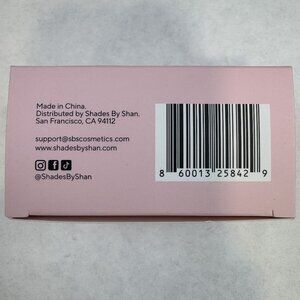 Made in China.
Distributed by Shades By Shan.
San Francisco, CA 94112
support@sbscosmetics.com
www.shadesbyshan.com
@ShadesByShan
8 60013 25842 9